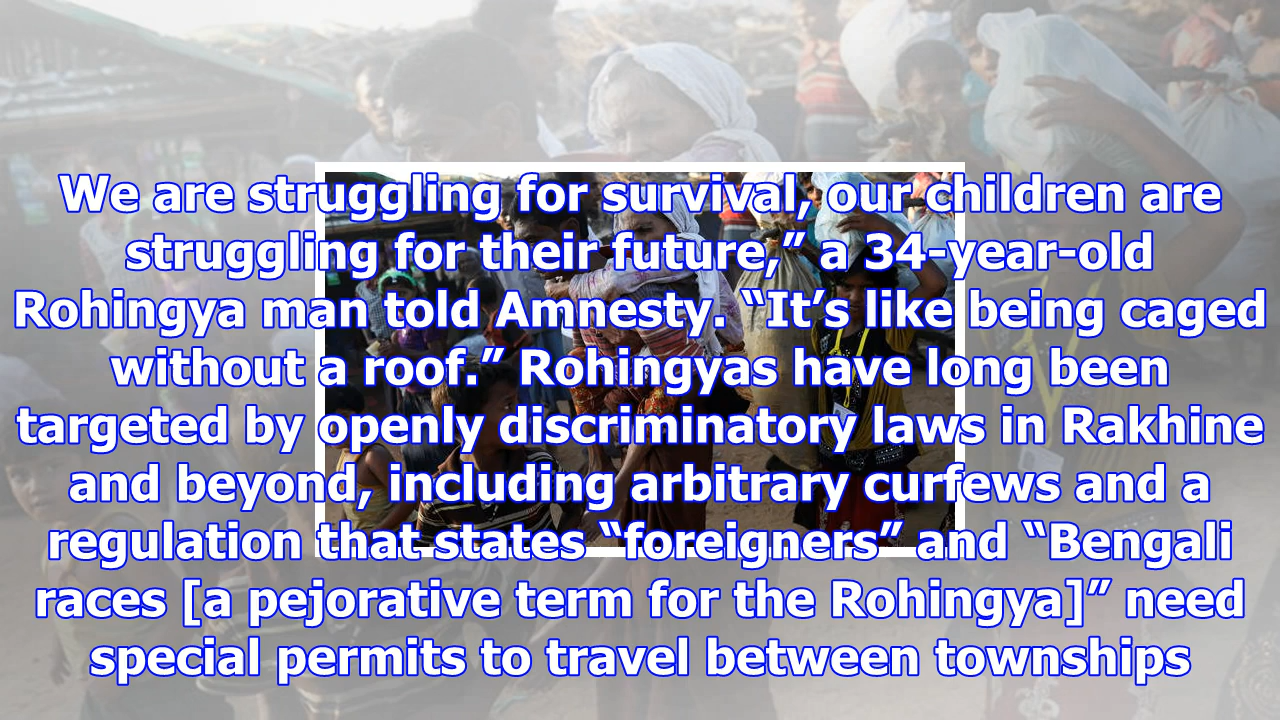 We are struggling for survival, our children are
struggling for their future,” a 34-year-old
Rohingya man told Amnesty. “It’s like being caged
without a roof.” Rohingyas have long been
targeted by openly discriminatory laws in Rakhine
and beyond, including arbitrary curfews and a
regulation that states “foreigners” and “Bengali
races [a pejorative term for the Rohingya]” need
special permits to travel between townships